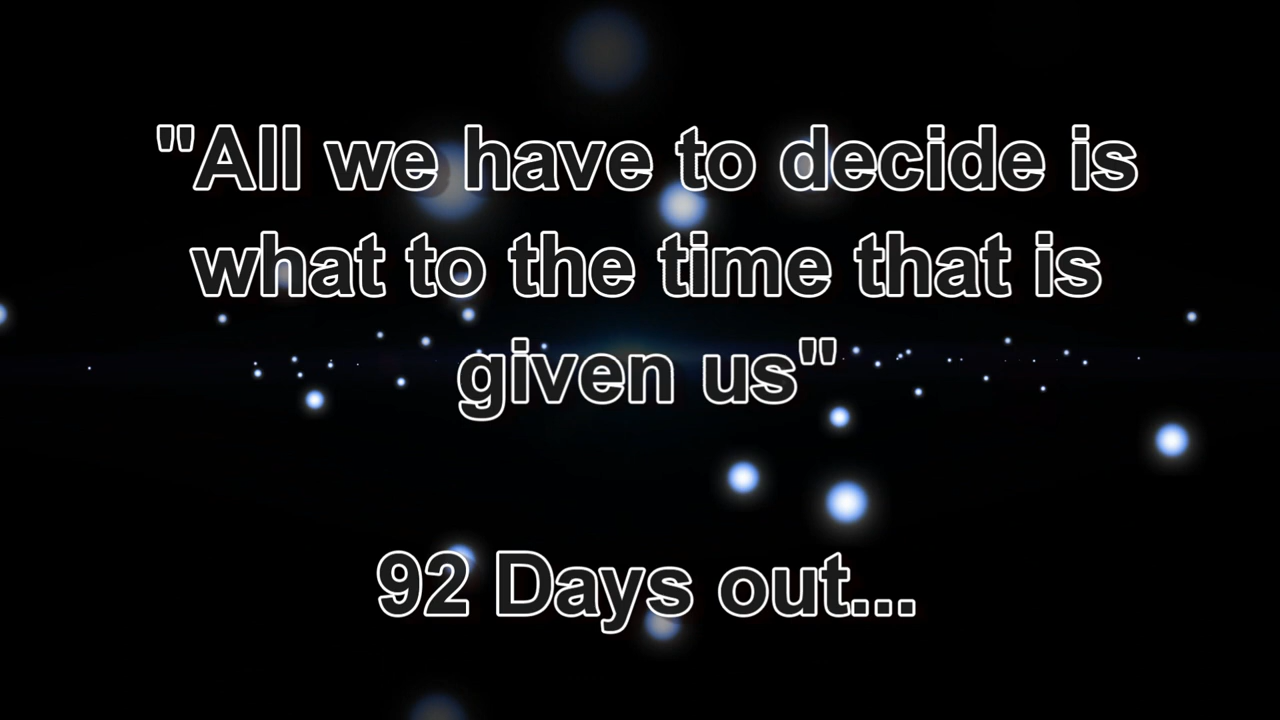 "All we have to decide is
what to the time that is
given us"
92 Days out...